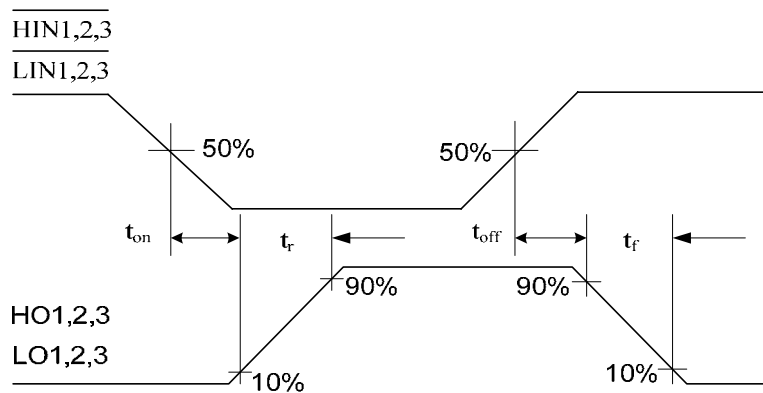 HIN1,2,3
LIN1,2,3
50%
50%
ton
tr
toff
tf
90%
90%
HO1,2,3
LO1,2,3
10%
10%